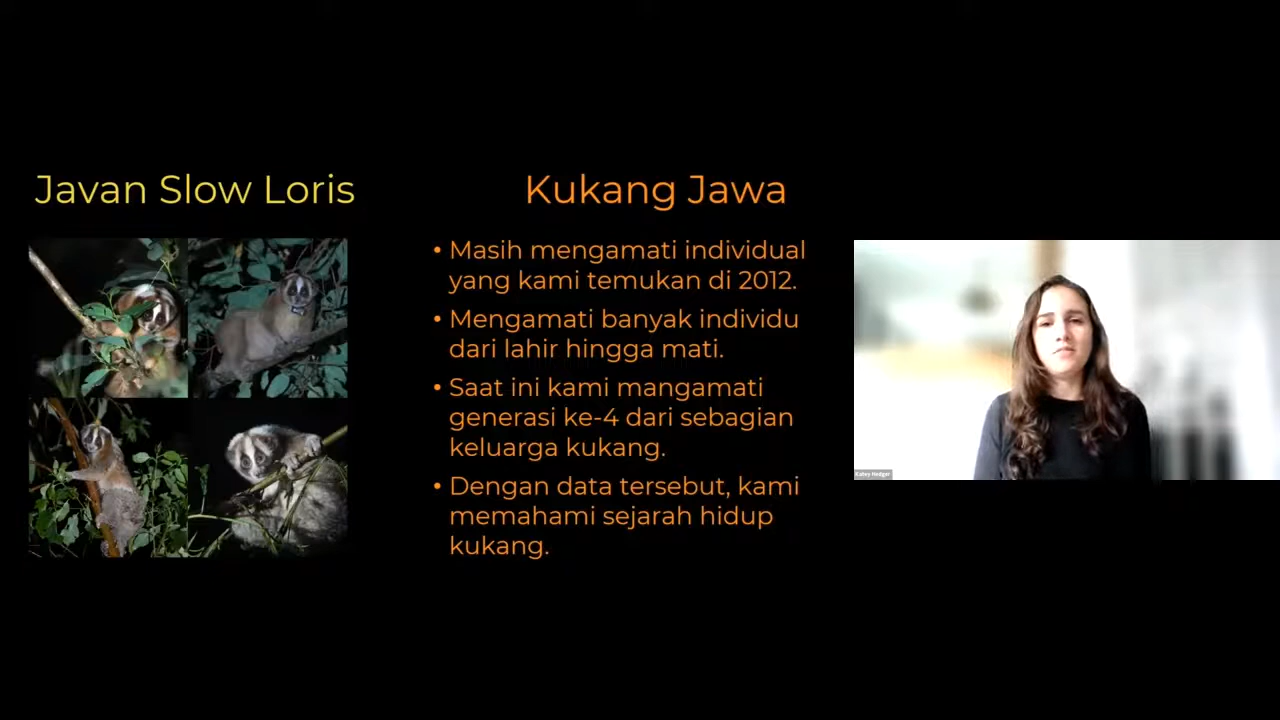 Javan Slow Loris
Kukang Jawa
• Masih mengamati individual
yang kami temukan di 2012.
• Mengamati banyak individu
dari lahir hingga mati.
• Saat ini kami mangamati
generasi ke-4 dari sebagian
keluarga kukang.
• Dengan data tersebut, kami
memahami sejarah hidup
kukang.
Kailey Hedger